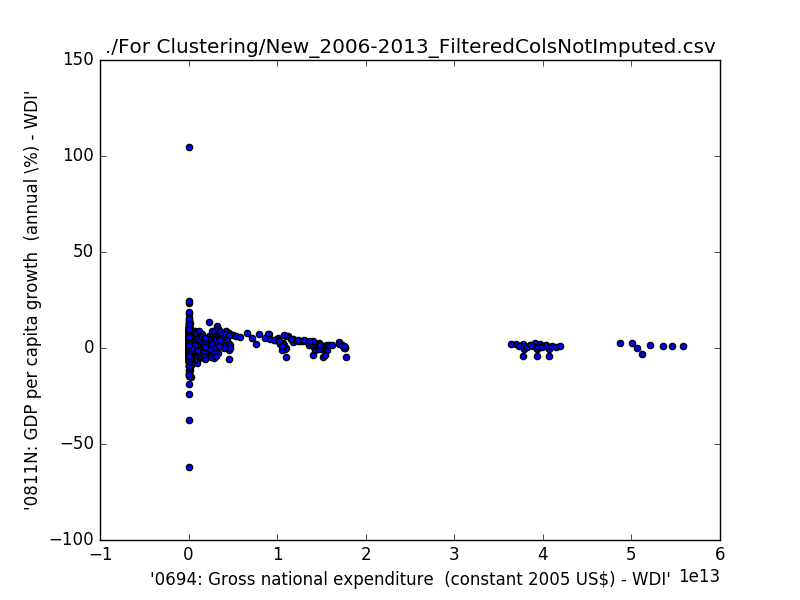 ./For Clustering/New_2006-2013_FilteredColsNotImputed.csv
150
100
50
0
−50
−100
'0811N: GDP per capita growth  (annual \%) - WDI'
−1 0 1 2 3 4 5 6
1e13
'0694: Gross national expenditure  (constant 2005 US$) - WDI'